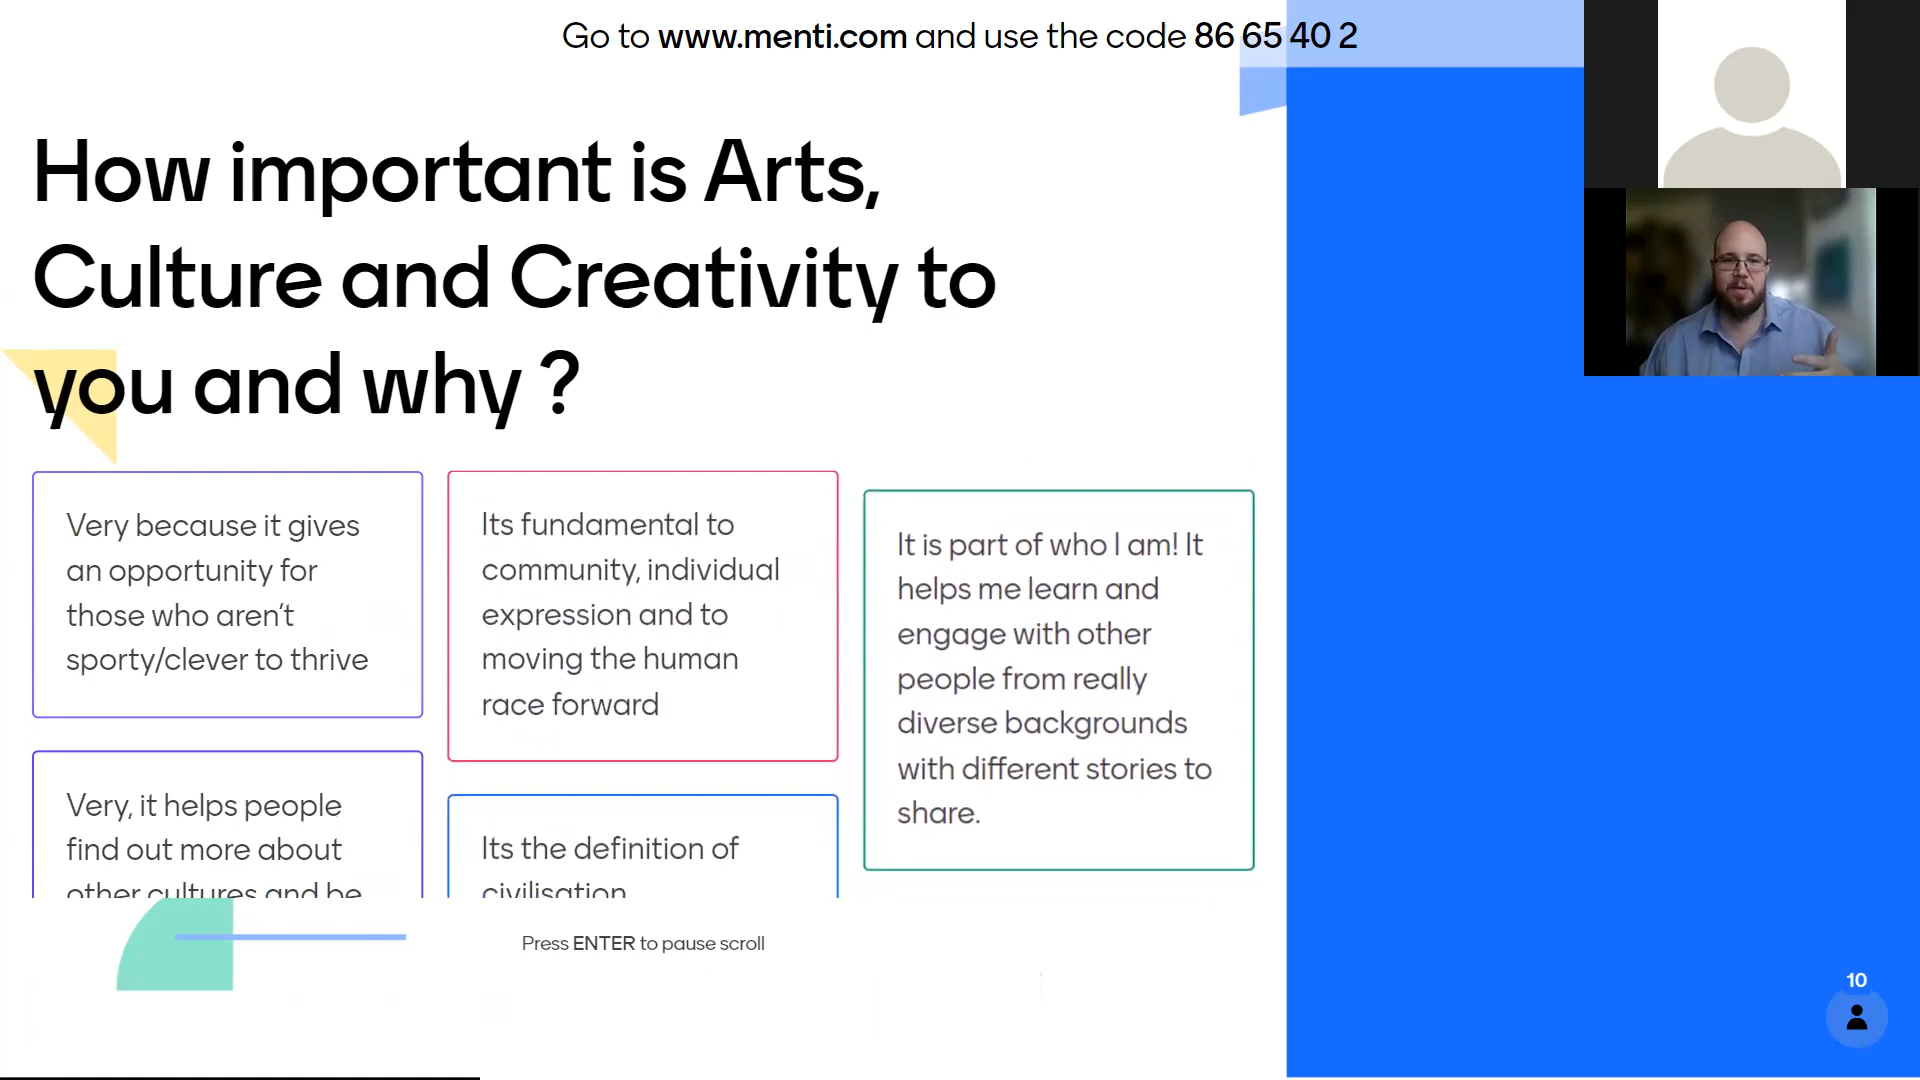 Go to www.menti.com and use the code 86 65 40 2
How important is Arts,
Culture and Creativity to
you and why ?
Very because it gives
an opportunity for
those who aren't
sporty/clever to thrive
Very, it helps people
find out more about
other cultures and be
Its fundamental to
community, individual
expression and to
moving the human
race forward
Its the definition of
civilisation
It is part of who I am! It
helps me learn and
engage with other
people from really
diverse backgrounds
with different stories to
share.
Press ENTER to pause scroll
10